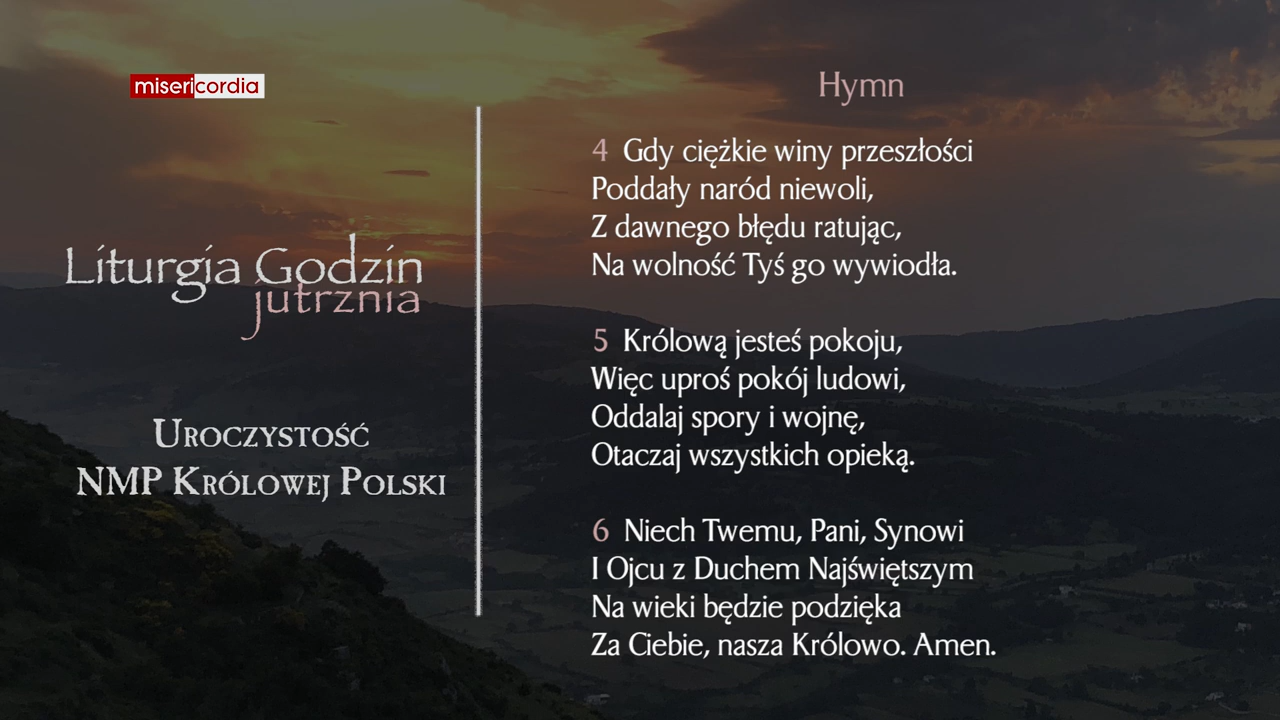 misericordia
Liturgia Godzin
jutrznia
Uroczystość
NMP Królowej Polski
Hymn
4 Gdy ciężkie winy przeszłości
Poddały naród niewoli,
Z dawnego błędu ratując,
Na wolność Tyś go wywiodła.
5 Królową jesteś pokoju,
Więc uproś pokój ludowi,
Oddalaj spory i wojnę,
Otaczaj wszystkich opieką.
6 Niech Twemu, Pani, Synowi
I Ojcu z Duchem Najświętszym
Na wieki będzie podzięka
Za Ciebie, nasza Królowo. Amen.